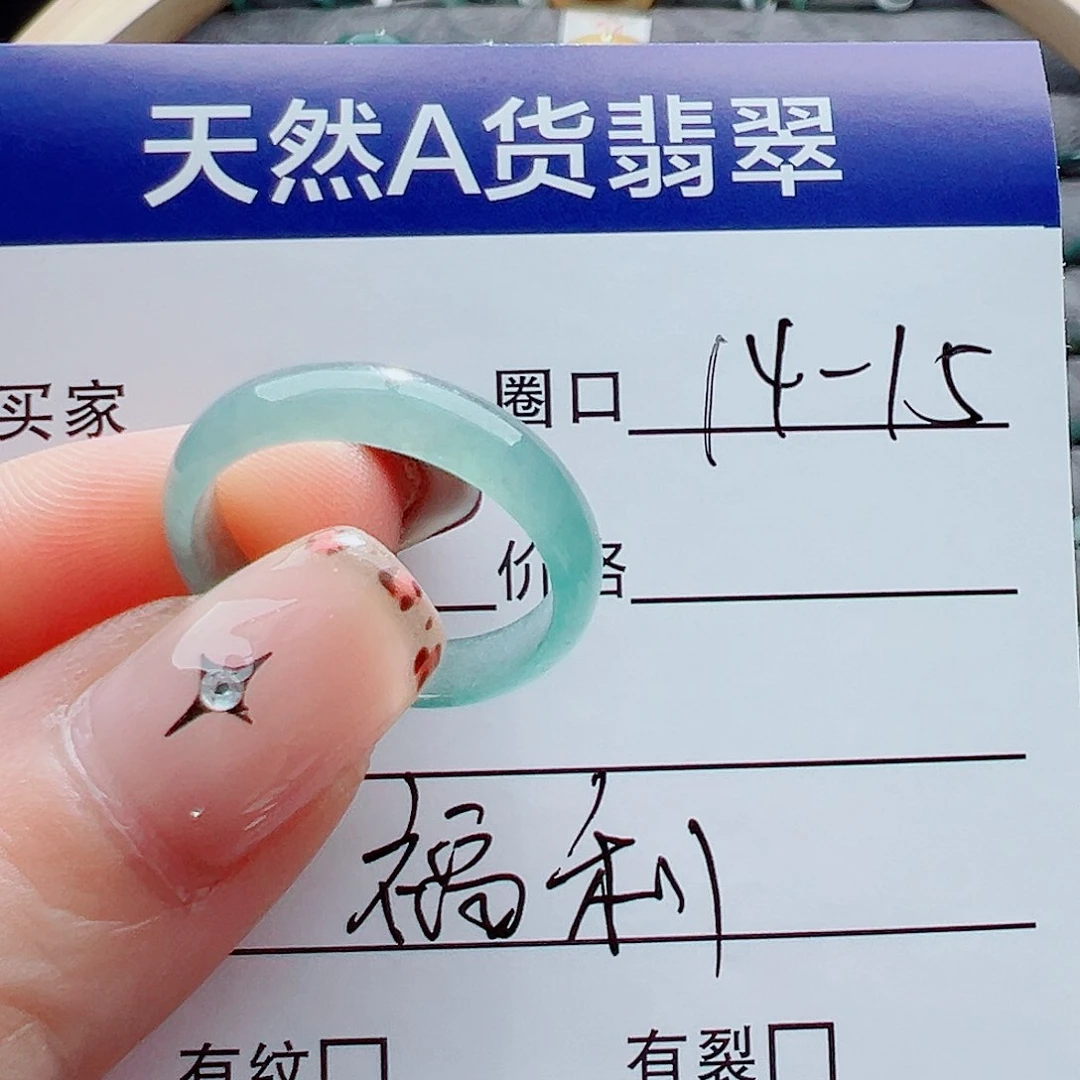 天然A货翡翠
买家
圈口 14-15
价格
福利
有纹□ 有裂□